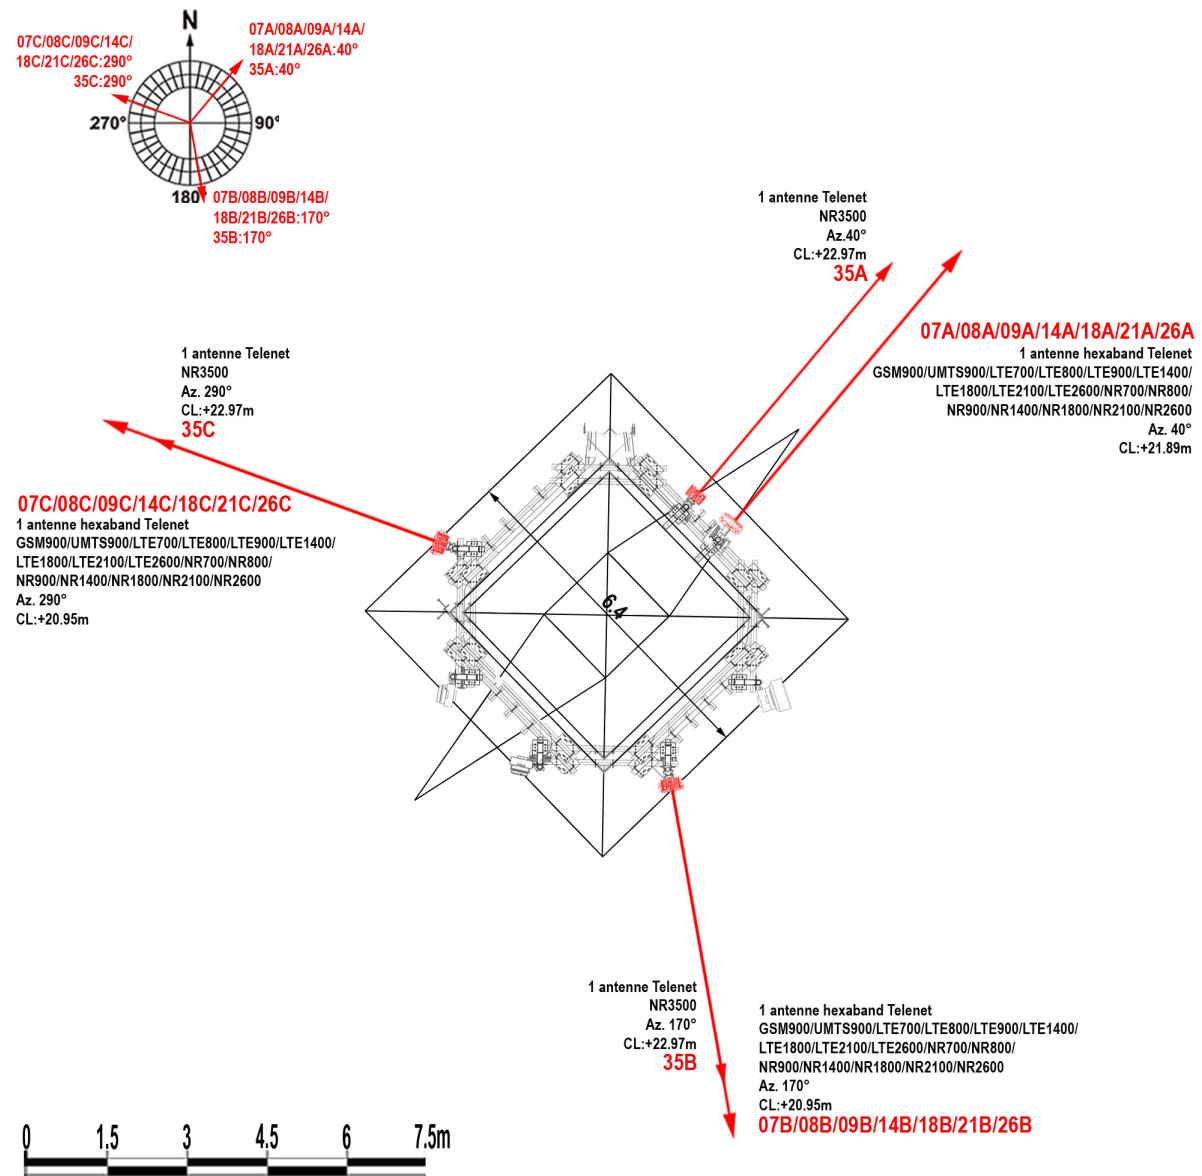 N
07C/08C/09C/14C/
18C/21C/26C:290°
35C:290°
07A/08A/09A/14A/
18A/21A/26A:40°
35A:40°
270°
90°
180°
07B/08B/09B/14B/
18B/21B/26B:170°
35B:170°
1 antenne Telenet
NR3500
Az.40°
CL:+22.97m
35A
07A/08A/09A/14A/18A/21A/26A
1 antenne hexaband Telenet
GSM900/UMTS900/LTE700/LTE800/LTE900/LTE1400/
LTE1800/LTE2100/LTE2600/NR700/NR800/
NR900/NR1400/NR1800/NR2100/NR2600
Az. 40°
CL:+21.89m
1 antenne Telenet
NR3500
Az. 290°
CL:+22.97m
35C
07C/08C/09C/14C/18C/21C/26C
1 antenne hexaband Telenet
GSM900/UMTS900/LTE700/LTE800/LTE900/LTE1400/
LTE1800/LTE2100/LTE2600/NR700/NR800/
NR900/NR1400/NR1800/NR2100/NR2600
Az. 290°
CL:+20.95m
6.4
1 antenne Telenet
NR3500
Az. 170°
CL:+22.97m
35B
1 antenne hexaband Telenet
GSM900/UMTS900/LTE700/LTE800/LTE900/LTE1400/
LTE1800/LTE2100/LTE2600/NR700/NR800/
NR900/NR1400/NR1800/NR2100/NR2600
Az. 170°
CL:+20.95m
07B/08B/09B/14B/18B/21B/26B
0 1.5 3 4.5 6 7.5m